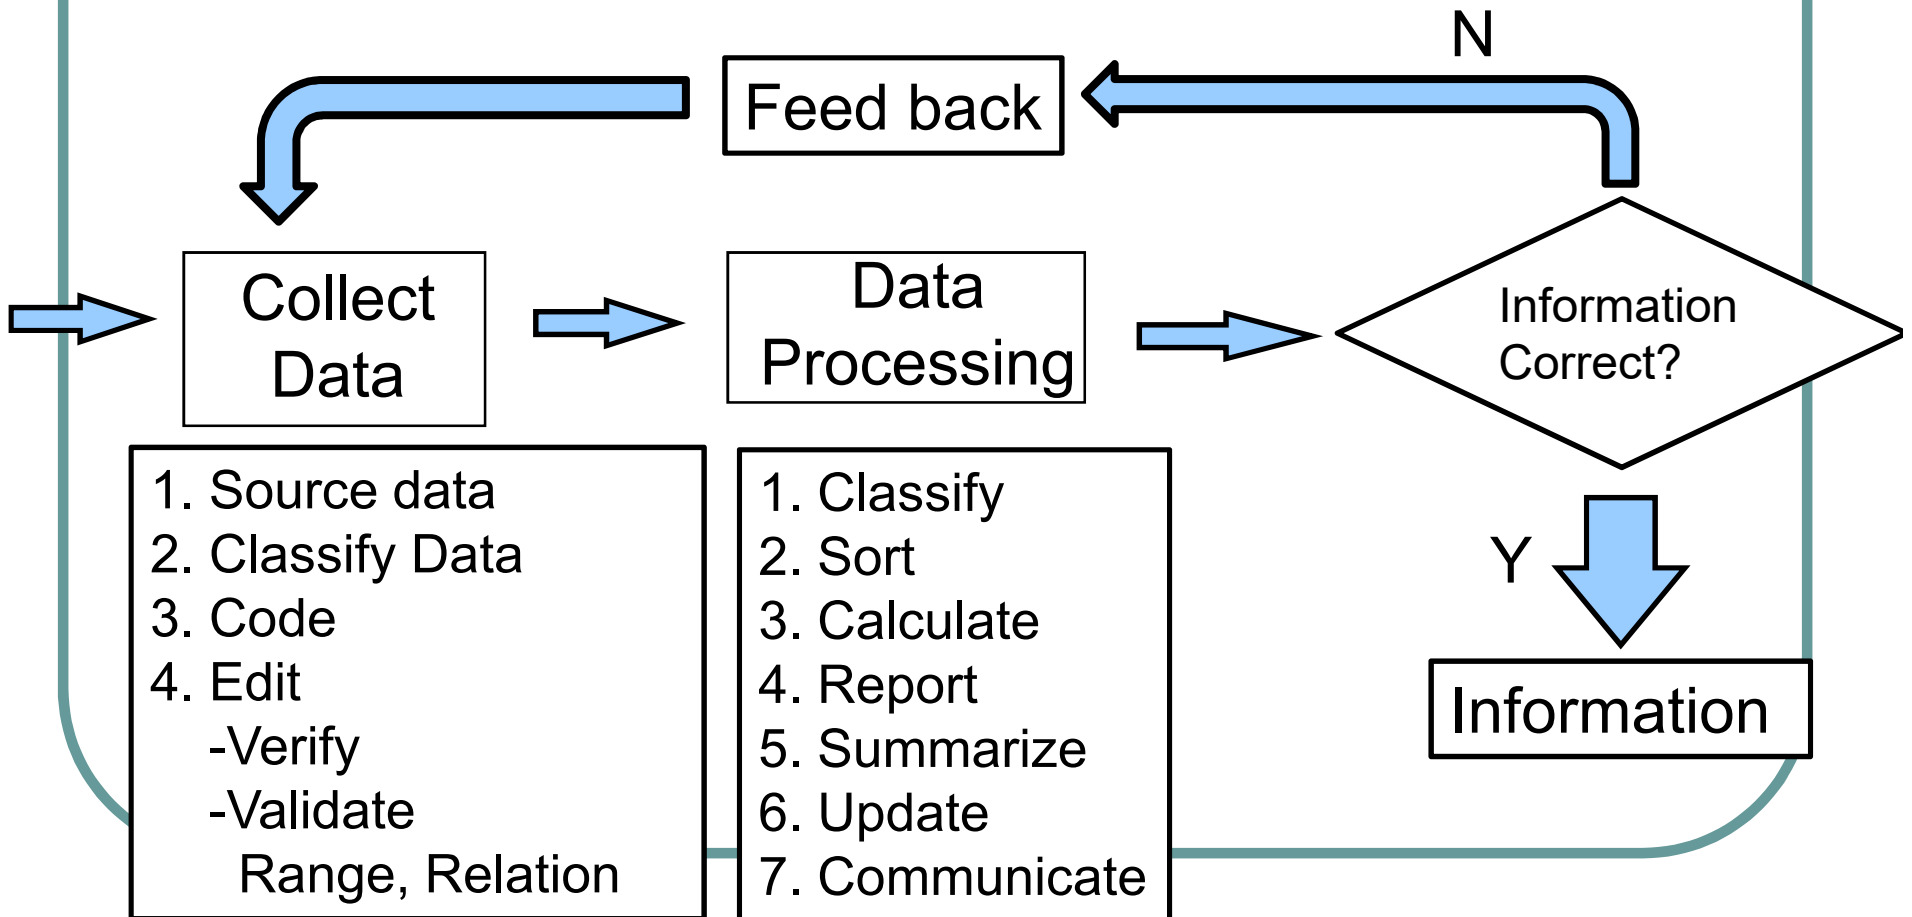 N
Feed back
Collect
Data
Data
Processing
Information
Correct?
1. Source data
2. Classify Data
3. Code
4. Edit
-Verify
-Validate
Range, Relation
1. Classify
2. Sort
3. Calculate
4. Report
5. Summarize
6. Update
7. Communicate
Y
Information